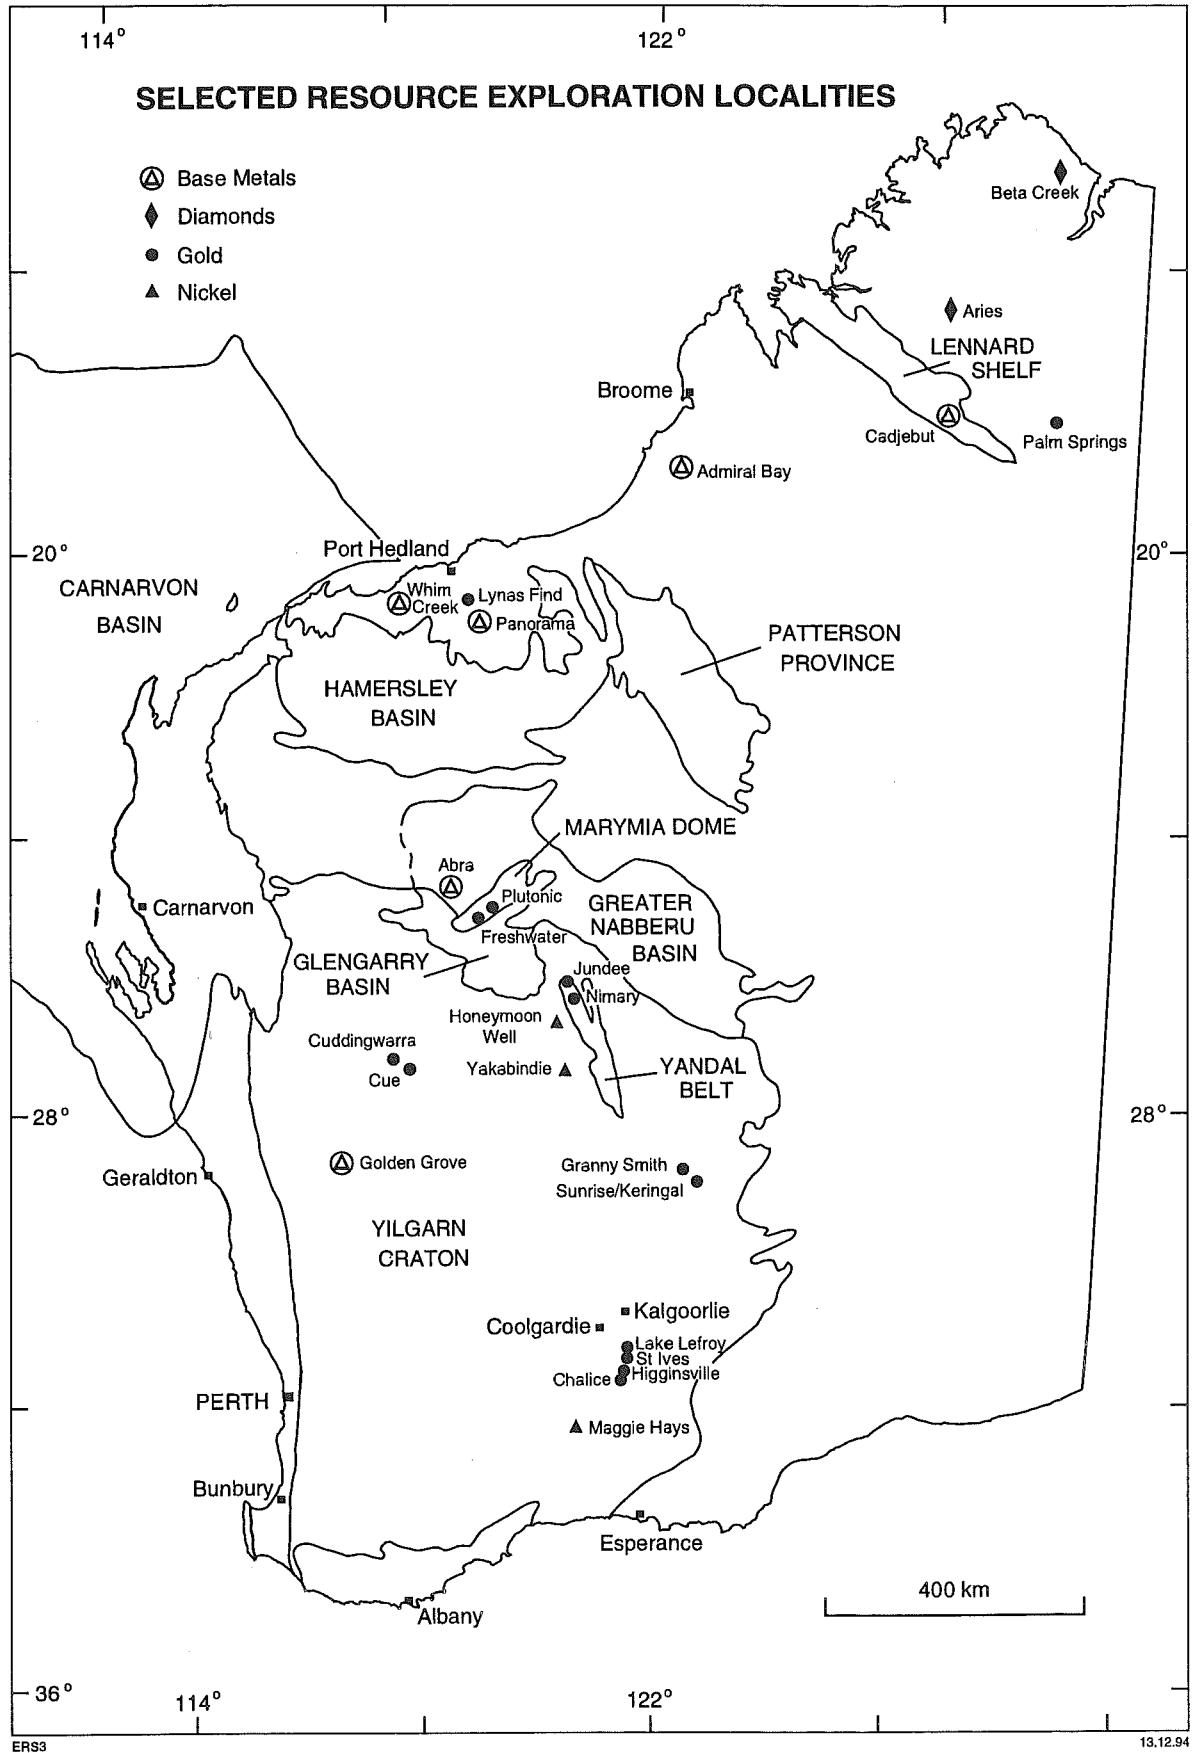 114°
122°
SELECTED RESOURCE EXPLORATION LOCALITIES
Base Metals
Diamonds
Gold
Nickel
Beta Creek
Aries
LENNARD
SHELF
Broome
Cadjebut
Palm Springs
Admiral Bay
20°
20°
Port Hedland
CARNARVON
BASIN
Whim
Creek
Lynas Find
Panorama
PATTERSON
PROVINCE
HAMERSLEY
BASIN
MARYMIA DOME
Abra
Plutonic
Carnarvon
GREATER
NABBERU
BASIN
Freshwater
GLENGARRY
BASIN
Jundee
Nimary
Honeymoon
Well
Cuddingwarra
Cue
Yakabindie
YANDAL
BELT
28°
28°
Golden Grove
Geraldton
Granny Smith
Sunrise/Keringal
YILGARN
CRATON
Kalgoorlie
Coolgardie
Lake Lefroy
St Ives
Higginsville
Chalice
PERTH
Maggie Hays
Bunbury
Esperance
400 km
Albany
36°
114°
122°
ERS3
13.12.94